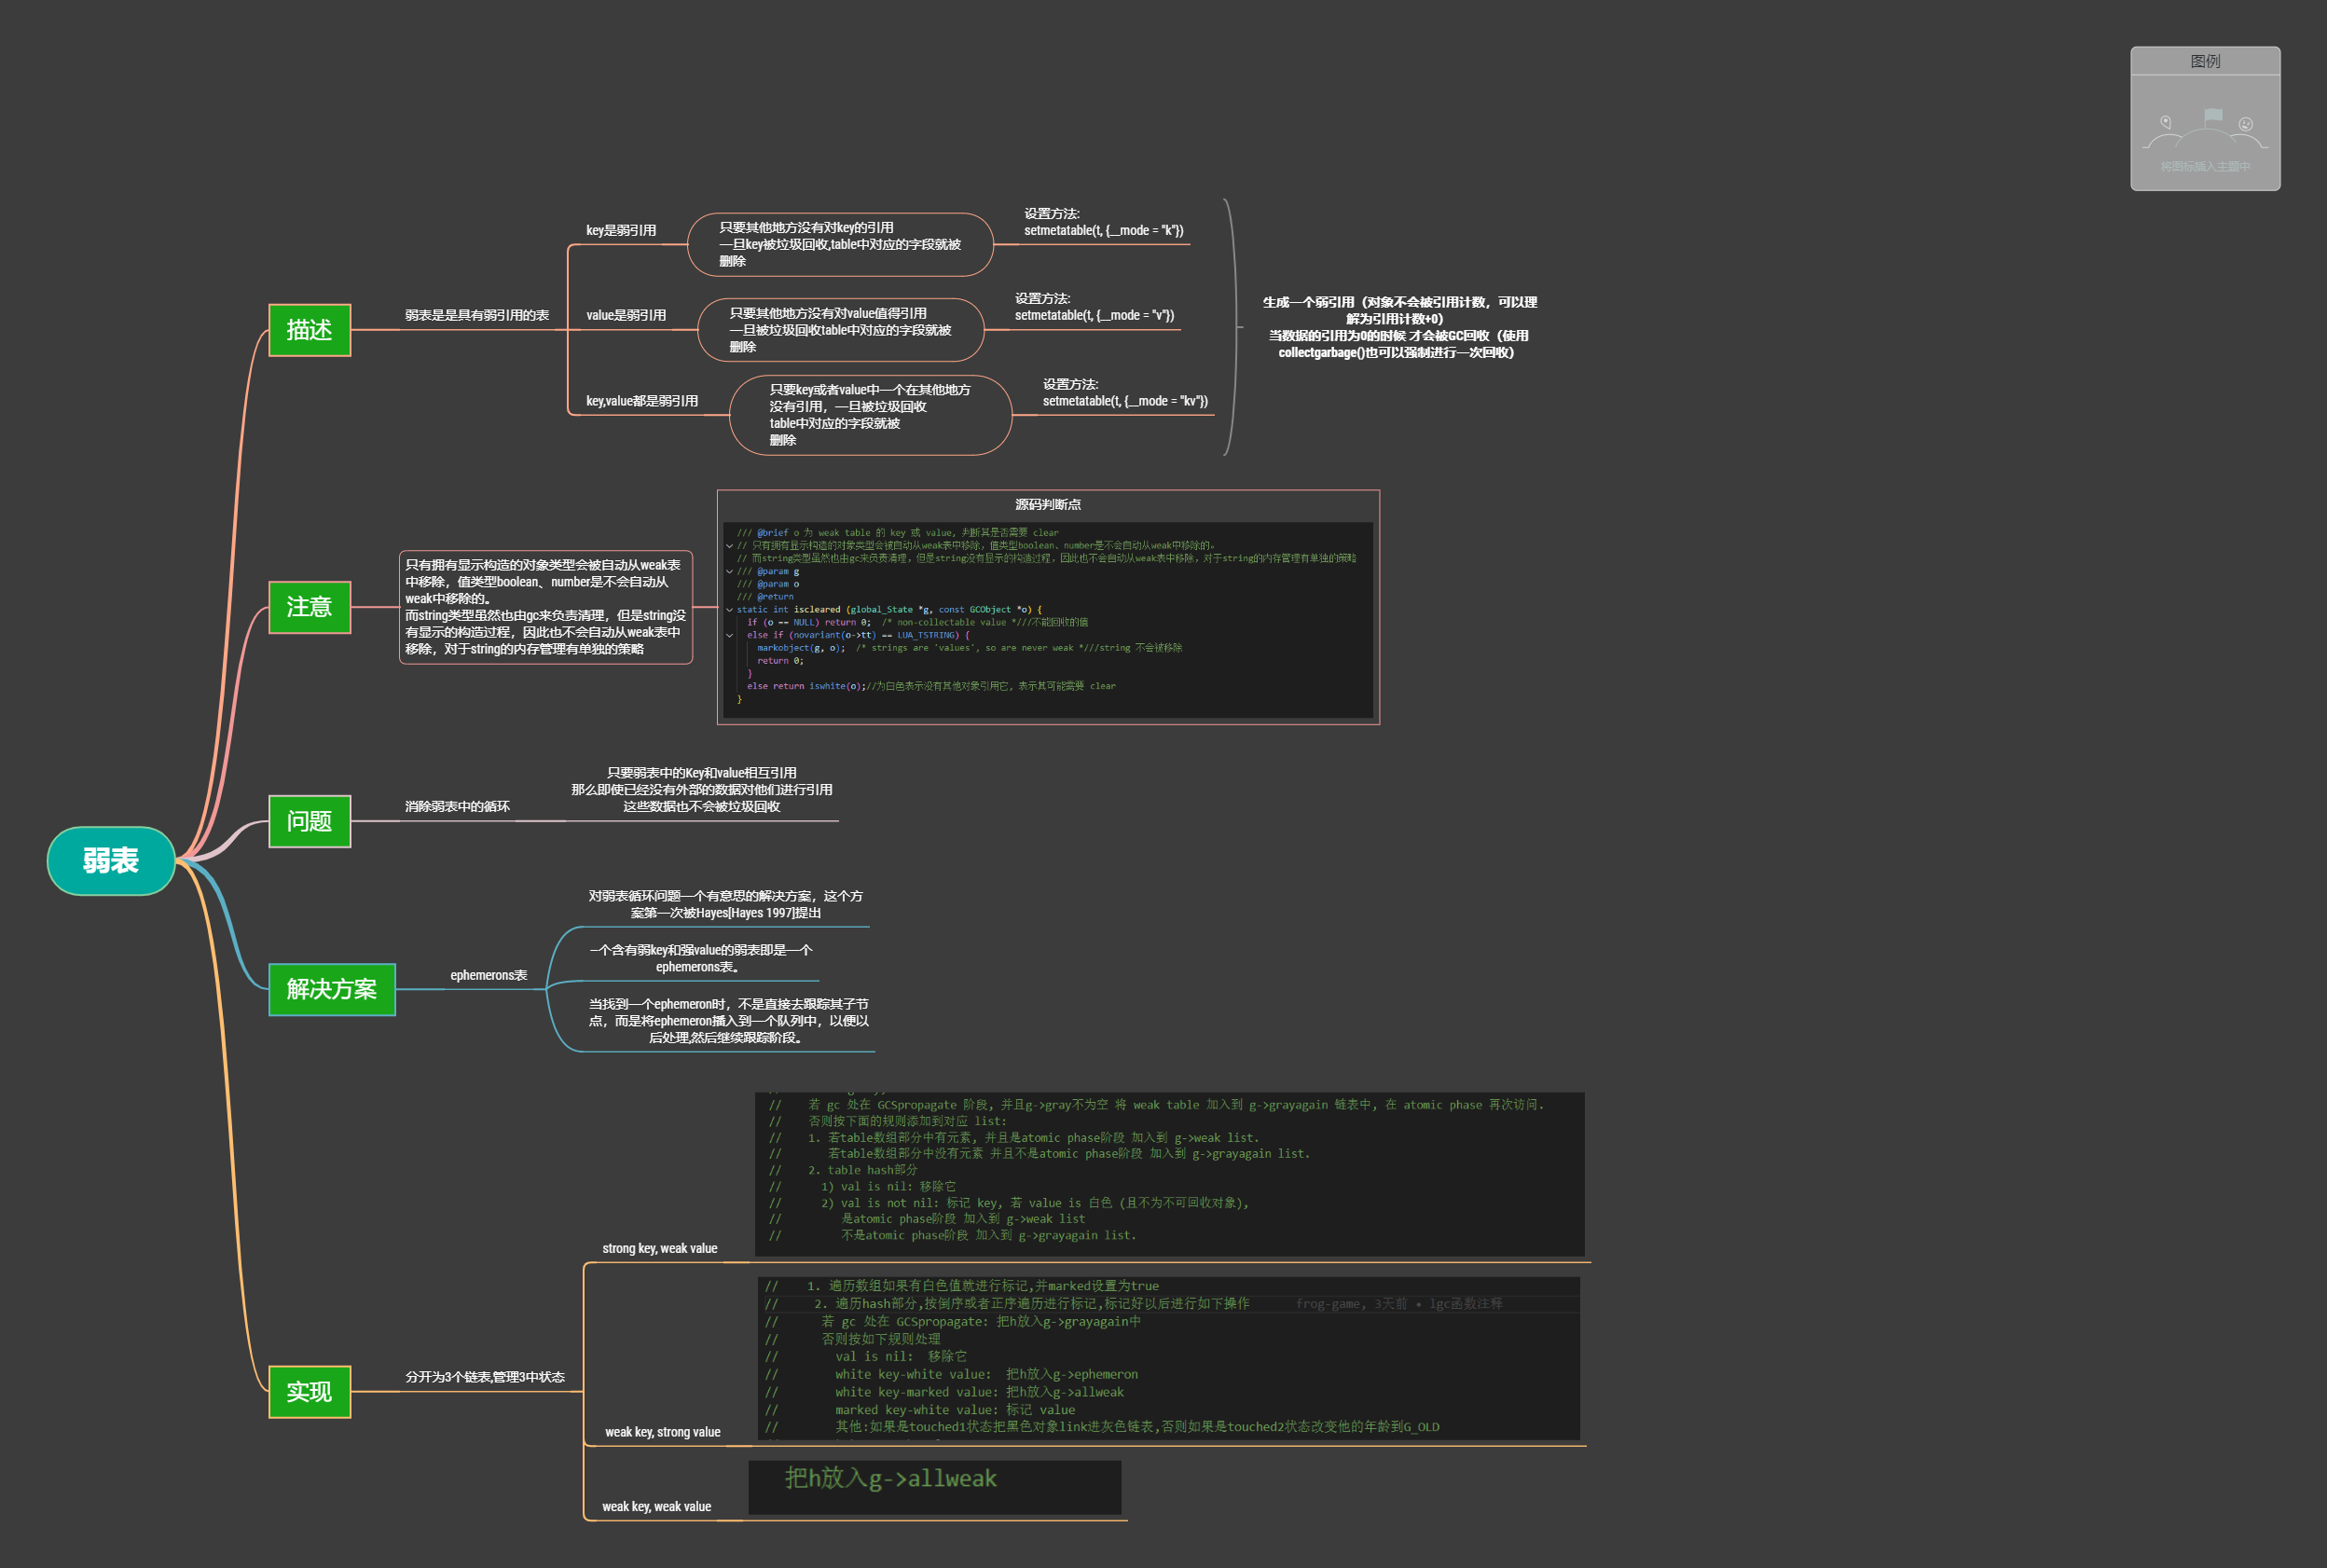 图例
将图标插入主题中
弱表
描述
弱表是是具有弱引用的表
key是弱引用
只要其他地方没有对key的引用
一旦key被垃圾回收,table中对应的字段就被
删除
设置方法:
setmetatable(t, {__mode = "k"})
value是弱引用
只要其他地方没有对value值得引用
一旦被垃圾回收table中对应的字段就被
删除
设置方法:
setmetatable(t, {__mode = "v"})
key,value都是弱引用
只要key或者value中一个在其他地方
没有引用，一旦被垃圾回收
table中对应的字段就被
删除
设置方法:
setmetatable(t, {__mode = "kv"})
生成一个弱引用（对象不会被引用计数，可以理
解为引用计数+0）
当数据的引用为0的时候 才会被GC回收（使用
collectgarbage()也可以强制进行一次回收）
注意
只有拥有显示构造的对象类型会被自动从weak表
中移除，值类型boolean、number是不会自动从
weak中移除的。
而string类型虽然也由gc来负责清理，但是string没
有显示的构造过程，因此也不会自动从weak表中
移除，对于string的内存管理有单独的策略
源码判断点
/// @brief o 为 weak table 的 key 或 value, 判断其是否需要 clear
// 只有拥有显示构造的对象类型会被自动从weak表中移除，值类型boolean、number是不会自动从weak中移除的。
// 而string类型虽然也由gc来负责清理，但是string没有显示的构造过程，因此也不会自动从weak表中移除，对于string的内存管理有单独的策略
/// @param g
/// @param o
/// @return
static int iscleared (global_State *g, const GCObject *o) {
if (o == NULL) return 0;  /* non-collectable value *///不能回收的值
else if (novariant(o->tt) == LUA_TSTRING) {
markobject(g, o);  /* strings are 'values', so are never weak *///string 不会被移除
return 0;
}
else return iswhite(o);//为白色表示没有其他对象引用它, 表示其可能需要 clear
}
问题
消除弱表中的循环
只要弱表中的Key和value相互引用
那么即使已经没有外部的数据对他们进行引用
这些数据也不会被垃圾回收
解决方案
ephemerons表
对弱表循环问题一个有意思的解决方案，这个方
案第一次被Hayes[Hayes 1997]提出
一个含有弱key和强value的弱表即是一个
ephemerons表。
当找到一个ephemeron时，不是直接去跟踪其子节
点，而是将ephemeron插入到一个队列中，以便以
后处理,然后继续跟踪阶段。
实现
分开为3个链表,管理3中状态
strong key, weak value
//    若 gc 处在 GCSpropagate 阶段, 并且g->gray不为空 将 weak table 加入到 g->grayagain 链表中, 在 atomic phase 再次访问.
//    否则按下面的规则添加到对应 list:
//    1. 若table数组部分中有元素, 并且是atomic phase阶段 加入到 g->weak list.
//       若table数组部分中没有元素 并且不是atomic phase阶段 加入到 g->grayagain list.
//    2. table hash部分
//      1) val is nil: 移除它
//      2) val is not nil: 标记 key, 若 value is 白色 (且不为不可回收对象),
//         是atomic phase阶段 加入到 g->weak list
//         不是atomic phase阶段 加入到 g->grayagain list.
weak key, strong value
//    1. 遍历数组如果有白色值就进行标记,并marked设置为true
//     2. 遍历hash部分,按倒序或者正序遍历进行标记,标记好以后进行如下操作      frog-game, 3天前 • lgc函数注释
//      若 gc 处在 GCSpropagate: 把h放入g->grayagain中
//      否则按如下规则处理
//        val is nil:  移除它
//        white key-white value:  把h放入g->ephemeron
//        white key-marked value: 把h放入g->allweak
//        marked key-white value: 标记 value
//        其他:如果是touched1状态把黑色对象link进灰色链表,否则如果是touched2状态改变他的年龄到G_OLD
weak key, weak value
把h放入g->allweak